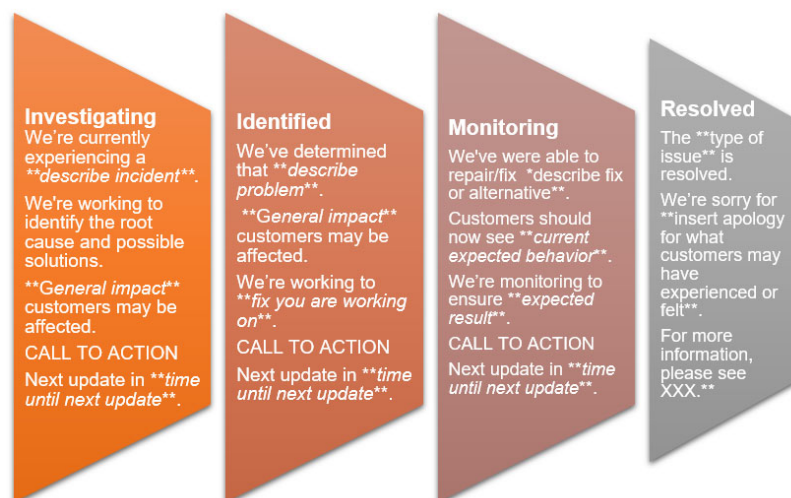 Investigating
We're currently
experiencing a
**describe incident**.
We're working to
identify the root
cause and possible
solutions.
**General impact**
customers may be
affected.
CALL TO ACTION
Next update in **time
until next update**.
Identified
We've determined
that **describe
problem**.
**General impact**
customers may be
affected.
We're working to
**fix you are working
on**.
CALL TO ACTION
Next update in **time
until next update**.
Monitoring
We've were able to
repair/fix *describe fix
or alternative**.
Customers should
now see **current
expected behavior**.
We're monitoring to
ensure **expected
result**.
CALL TO ACTION
Next update in **time
until next update**.
Resolved
The **type of
issue** is
resolved.
We're sorry for
**insert apology
for what
customers may
have
experienced or
felt**.
For more
information,
please see
XXX.**